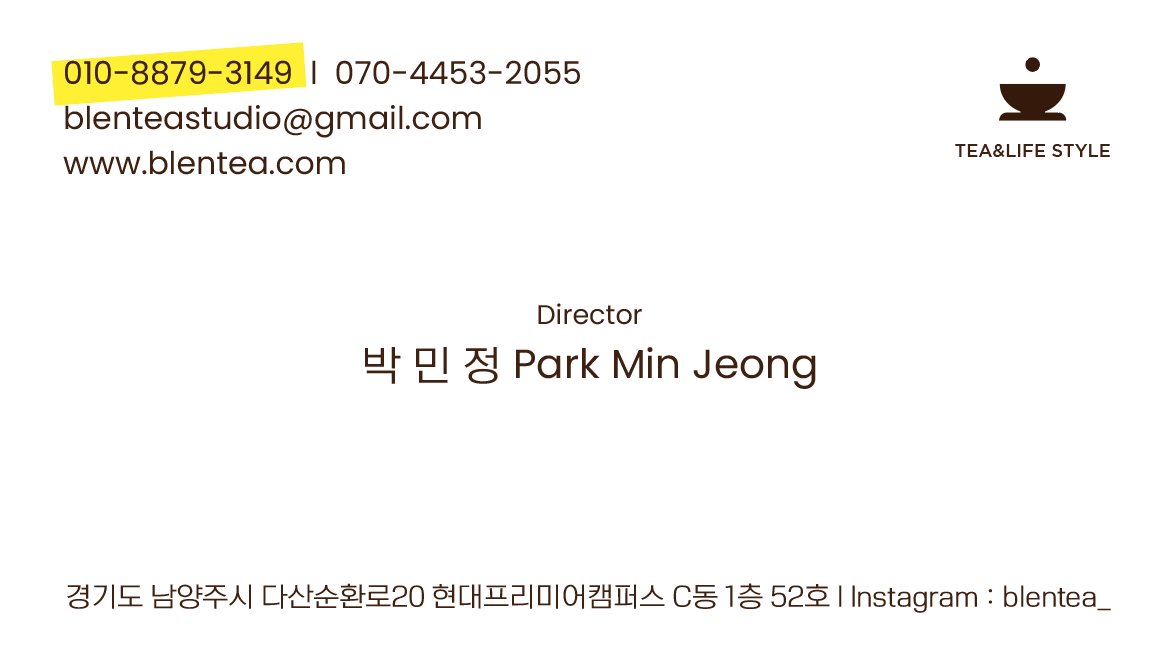 010-8879-3149 | 070-4453-2055
blenteastudio@gmail.com
www.blentea.com
TEA&LIFE STYLE
Director
박 민 정 Park Min Jeong
경기도 남양주시 다산순환로20 현대프리미어캠퍼스 C동 1층 52호 | Instagram : blentea_